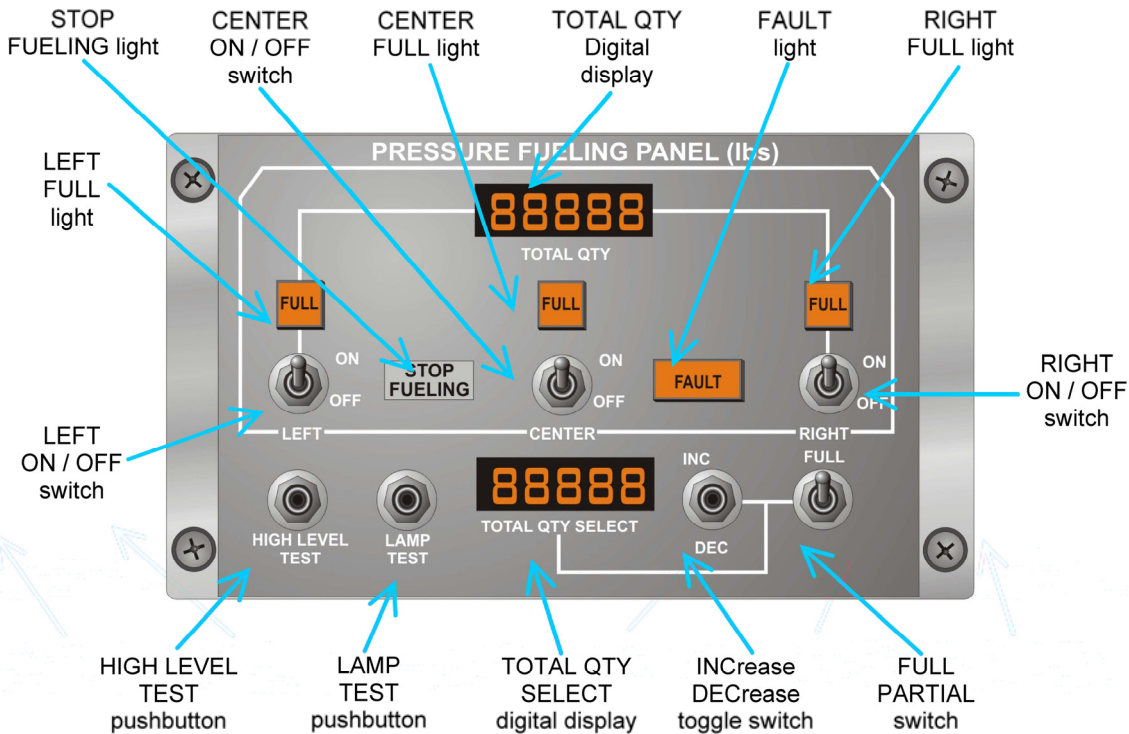 STOP
FUELING light
CENTER
ON / OFF
switch
CENTER
FULL light
TOTAL QTY
Digital
display
FAULT
light
RIGHT
FULL light
LEFT
FULL
light
PRESSURE FUELING PANEL (lbs)
88888
TOTAL QTY
FULL
FULL
FULL
ON
OFF
STOP
FUELING
ON
OFF
FAULT
ON
OFF
RIGHT
ON / OFF
switch
LEFT
CENTER
RIGHT
LEFT
ON / OFF
switch
HIGH LEVEL
TEST
LAMP
TEST
88888
TOTAL QTY SELECT
INC
DEC
FULL
HIGH LEVEL
TEST
pushbutton
LAMP
TEST
pushbutton
TOTAL QTY
SELECT
digital display
INCrease
DECrease
toggle switch
FULL
PARTIAL
switch